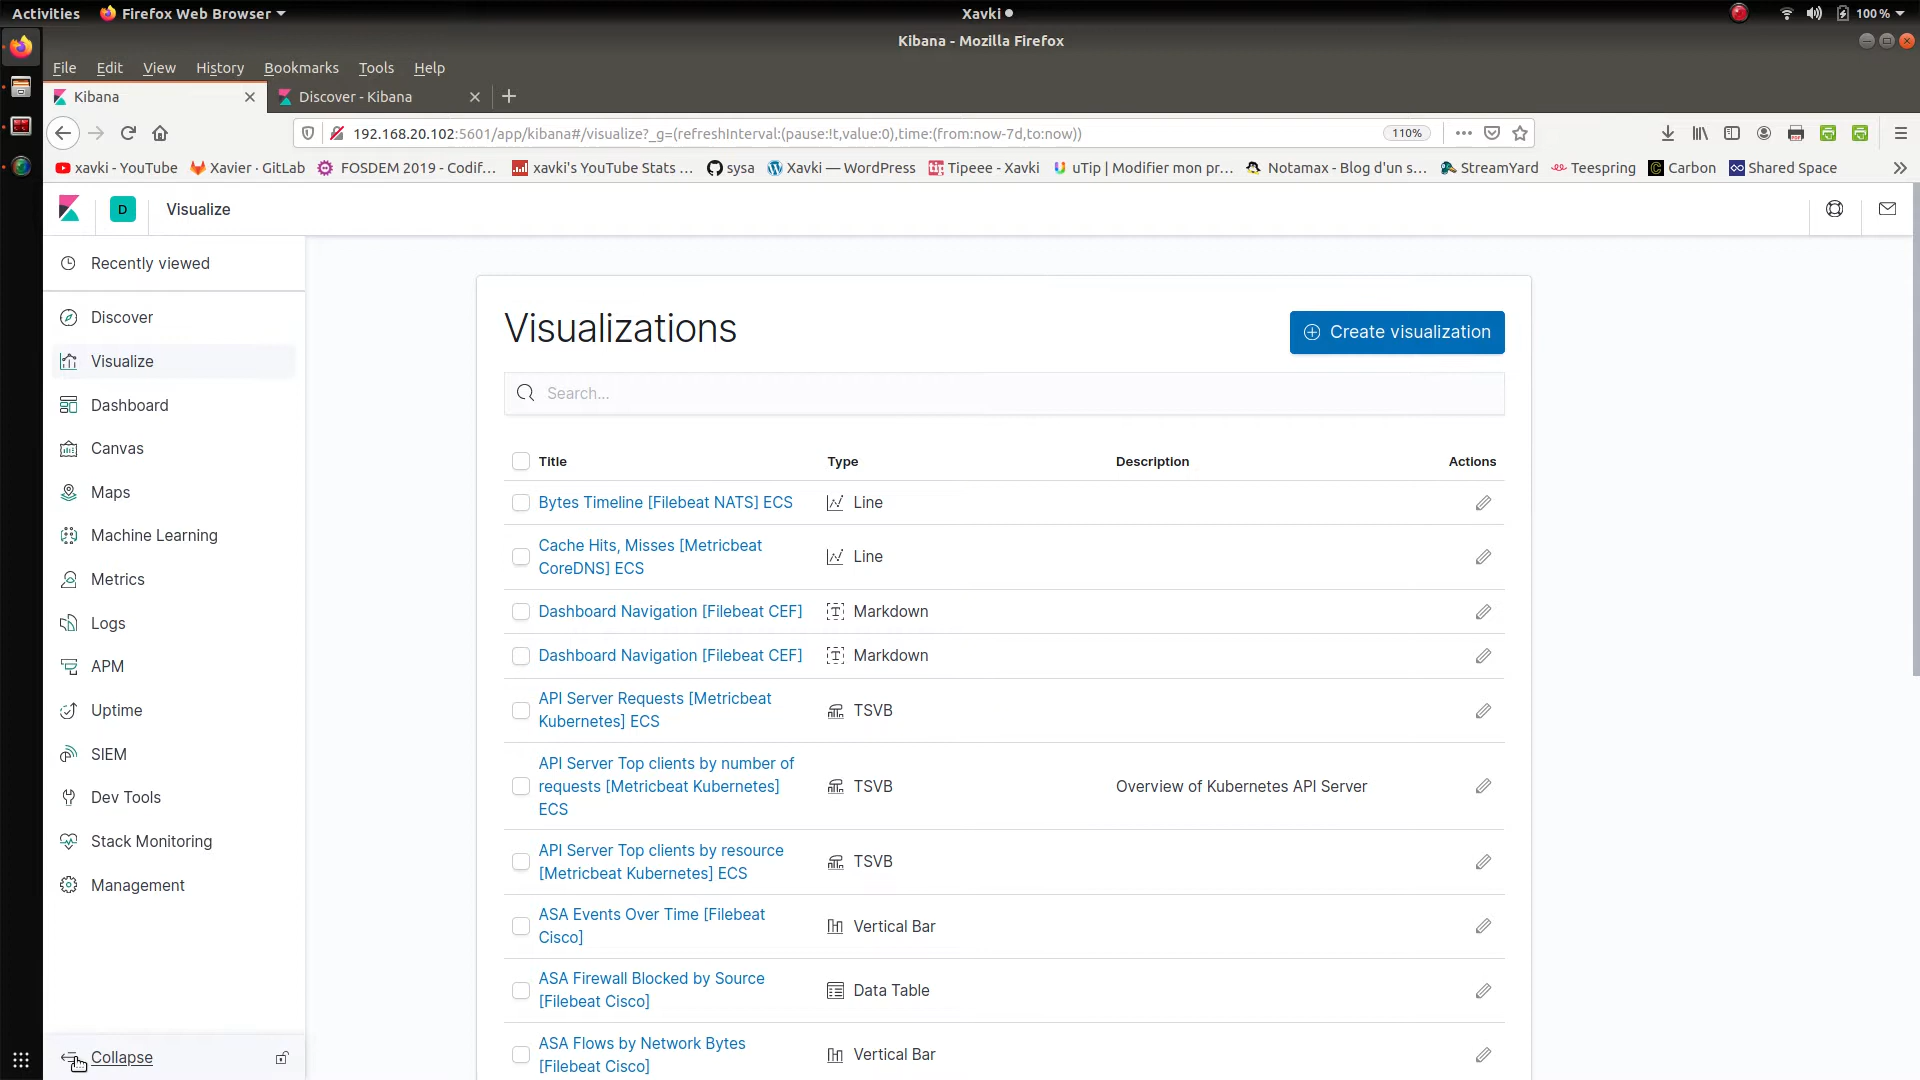 Activities Firefox Web Browser Xavki 100 %
Kibana - Mozilla Firefox
File Edit View History Bookmarks Tools Help
Kibana Discover - Kibana
192.168.20.102:5601/app/kibana#/visualize?_g=(refreshInterval:(pause:!t,value:0),time:(from:now-7d,to:now)) 110%
xavki - YouTube Xavier · GitLab FOSDEM 2019 - Codif... xavki's YouTube Stats ... sysa Xavki — WordPress Tipeee - Xavki uTip | Modifier mon pr... Notamax - Blog d'un s... StreamYard Teespring Carbon Shared Space
D Visualize
Recently viewed
Discover
Visualize
Dashboard
Canvas
Maps
Machine Learning
Metrics
Logs
APM
Uptime
SIEM
Dev Tools
Stack Monitoring
Management
Collapse
Visualizations
Create visualization
Search...
Title Type Description Actions
Bytes Timeline [Filebeat NATS] ECS Line
Cache Hits, Misses [Metricbeat
CoreDNS] ECS Line
Dashboard Navigation [Filebeat CEF] Markdown
Dashboard Navigation [Filebeat CEF] Markdown
API Server Requests [Metricbeat
Kubernetes] ECS TSVB
API Server Top clients by number of
requests [Metricbeat Kubernetes] TSVB Overview of Kubernetes API Server
ECS
API Server Top clients by resource
[Metricbeat Kubernetes] ECS TSVB
ASA Events Over Time [Filebeat
Cisco] Vertical Bar
ASA Firewall Blocked by Source
[Filebeat Cisco] Data Table
ASA Flows by Network Bytes
[Filebeat Cisco] Vertical Bar